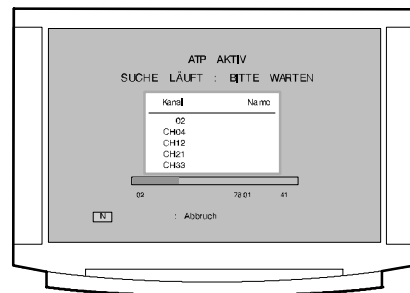 ATP AKTIV
SUCHE LÄUFT : BITTE WARTEN
Kanal Name
02
CH04
CH12
CH21
CH33
02 78 01 41
N : Abbruch